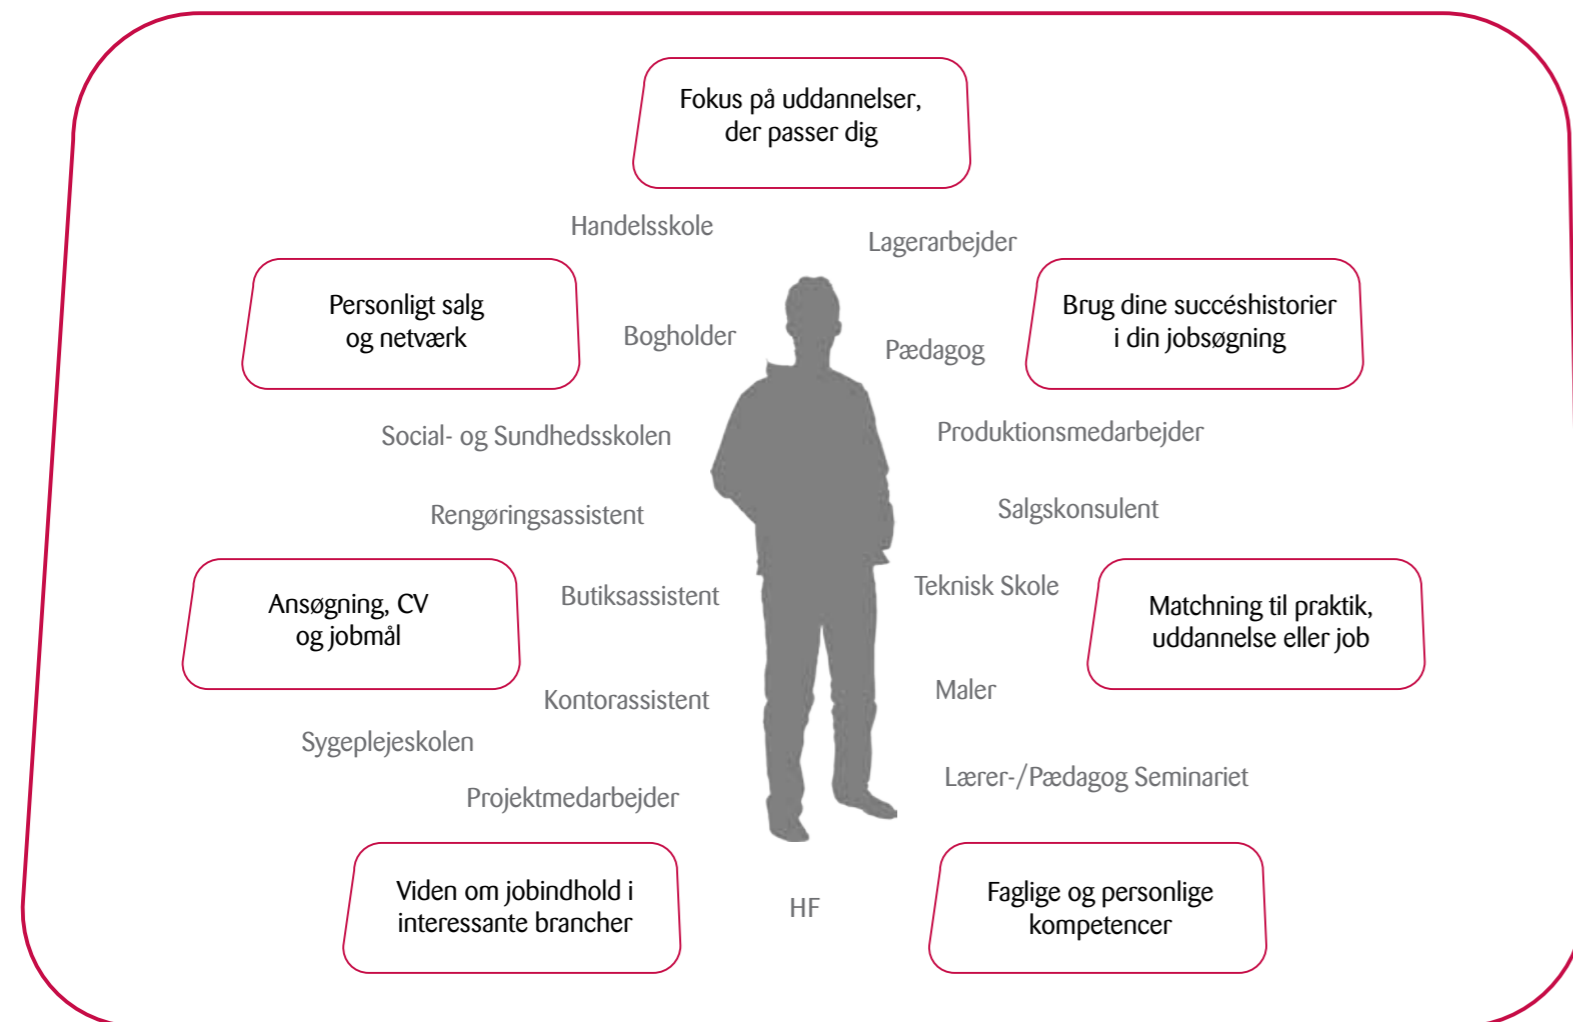 Fokus på uddannelser,
der passer dig
Handelsskole
Lagerarbejder
Personligt salg
og netværk
Brug dine succéshistorier
i din jobsøgning
Bogholder
Pædagog
Social- og Sundhedsskolen
Produktionsmedarbejder
Rengøringsassistent
Salgskonsulent
Ansøgning, CV
og jobmål
Butiksassistent
Teknisk Skole
Matchning til praktik,
uddannelse eller job
Kontorassistent
Maler
Sygeplejeskolen
Lærer-/Pædagog Seminariet
Projektmedarbejder
Viden om jobindhold i
interessante brancher
HF
Faglige og personlige
kompetencer